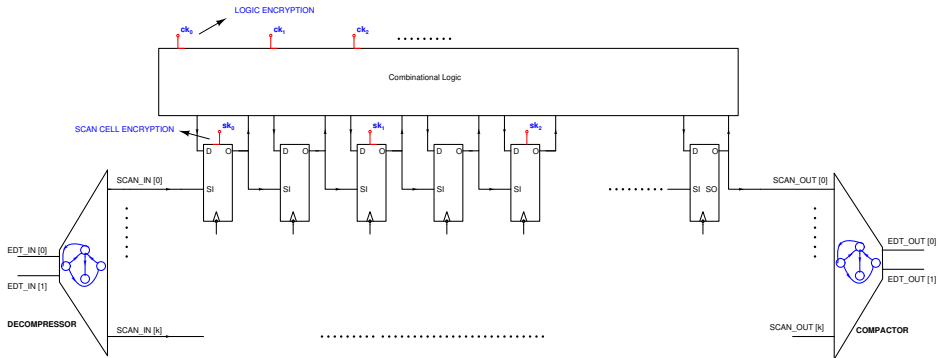 ck0 LOGIC ENCRYPTION ck1 ck2
Combinational Logic
SCAN CELL ENCRYPTION sk0 sk1 sk2
D O D O D O D O D O D O
SCAN_IN [0] SI SI SI SI SI SI SO SCAN_OUT [0]
EDT_IN [0] EDT_OUT [0]
EDT_IN [1] EDT_OUT [1]
DECOMPRESSOR SCAN_IN [k] SCAN_OUT [k] COMPACTOR